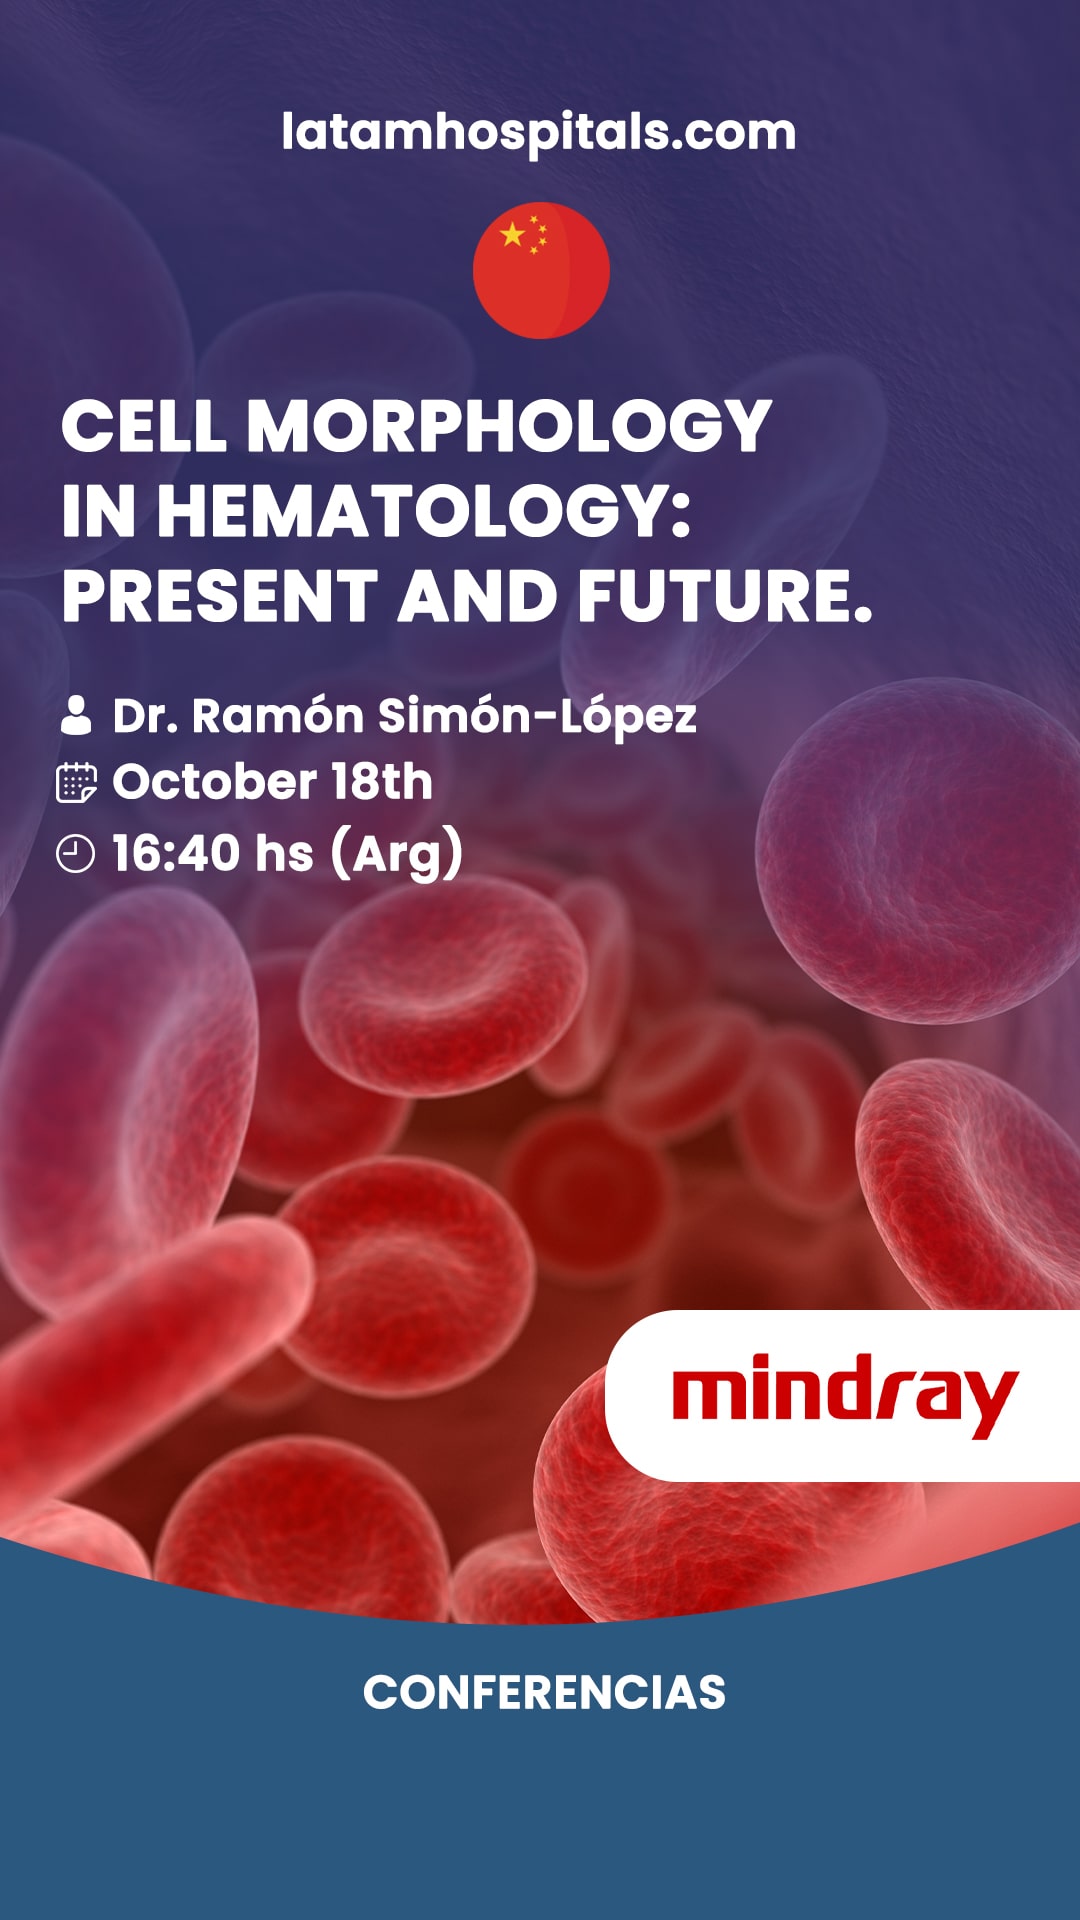 latamhospitals.com
CELL MORPHOLOGY
IN HEMATOLOGY:
PRESENT AND FUTURE.
Dr. Ramón Simón-López
October 18th
16:40 hs (Arg)
mindray
CONFERENCIAS